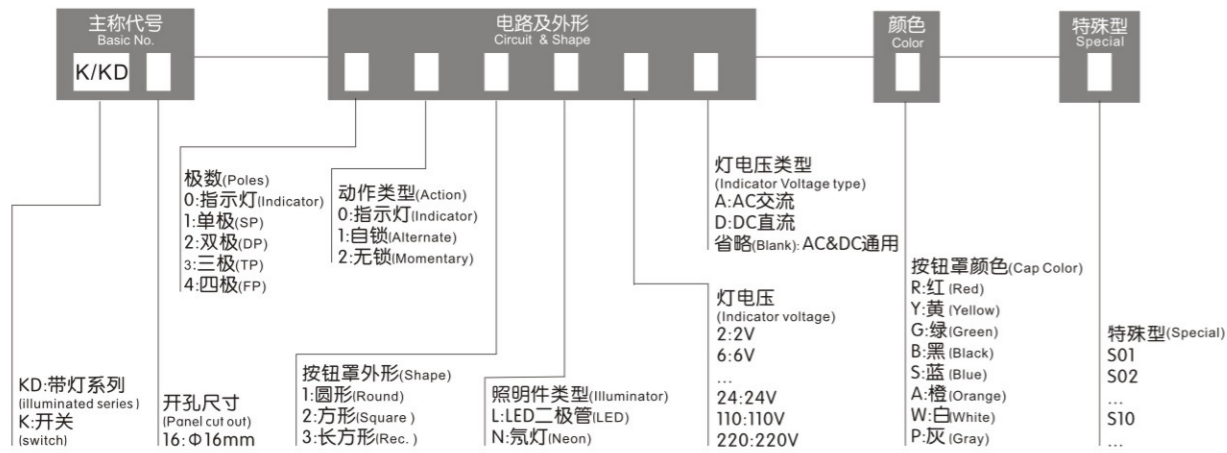 主称代号
Basic No.
K/KD
电路及外形
Circuit & Shape
颜色
Color
特殊型
Special
KD:带灯系列
(illuminated series)
K:开关
(switch)
开孔尺寸
(Panel cut out)
16:Φ16mm
极数(Poles)
0:指示灯(Indicator)
1:单极(SP)
2:双极(DP)
3:三极(TP)
4:四极(FP)
动作类型(Action)
0:指示灯(Indicator)
1:自锁(Alternate)
2:无锁(Momentary)
按钮罩外形(Shape)
1:圆形(Round)
2:方形(Square )
3:长方形(Rec. )
照明件类型(Illuminator)
L:LED二极管(LED)
N:氖灯(Neon)
灯电压
(Indicator voltage)
2:2V
6:6V
...
24:24V
110:110V
220:220V
灯电压类型
(Indicator Voltage type)
A:AC交流
D:DC直流
省略(Blank): AC&DC通用
按钮罩颜色(Cap Color)
R:红 (Red)
Y:黄 (Yellow)
G:绿(Green)
B:黑 (Black)
S:蓝 (Blue)
A:橙(Orange)
W:白(White)
P:灰 (Gray)
特殊型(Special)
S01
S02
...
S10
...